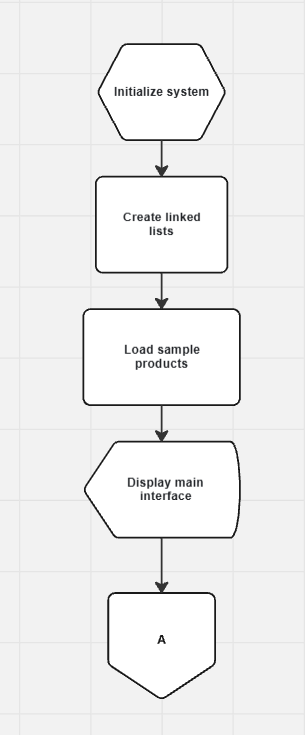 Initialize system
Create linked
lists
Load sample
products
Display main
interface
A